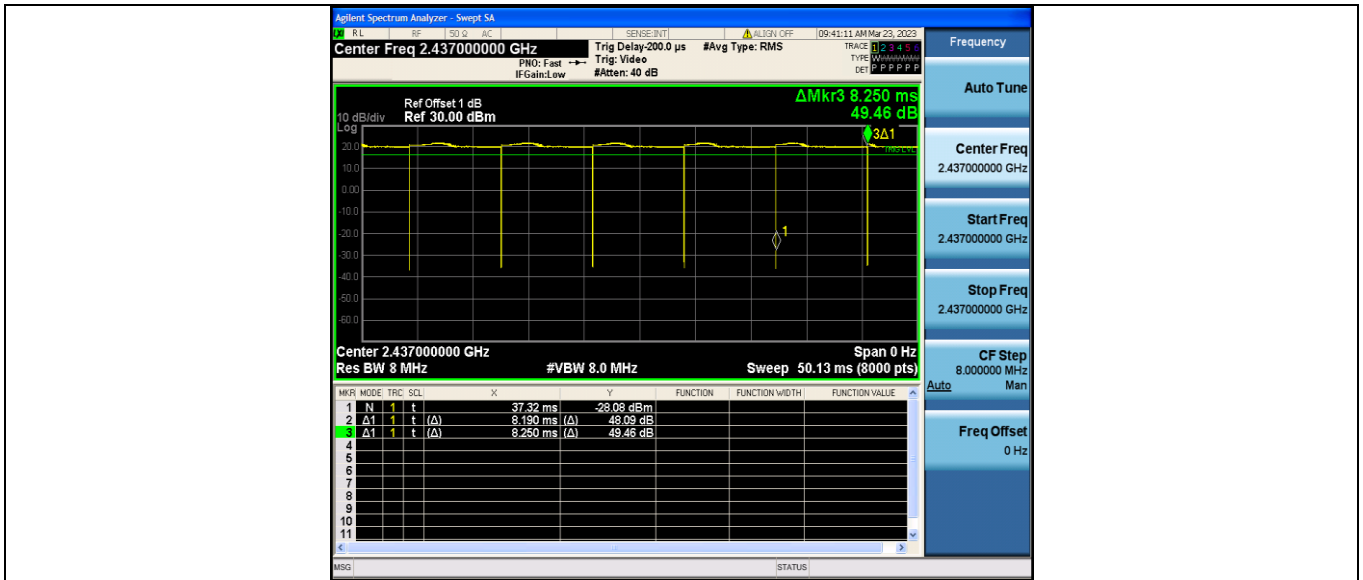 Agilent Spectrum Analyzer - Swept SA
RL RF 50 Ω AC SENSE:INT ALIGN OFF 09:41:11 AM Mar 23, 2023
Center Freq 2.437000000 GHz
PNO: Fast
IFGain:Low
Trig Delay-200.0 µs
Trig: Video
#Atten: 40 dB
#Avg Type: RMS
TRACE 1 2 3 4 5 6
TYPE WWWWWW
DET P P P P P P
Frequency
Auto Tune
Center Freq
2.437000000 GHz
Start Freq
2.437000000 GHz
Stop Freq
2.437000000 GHz
CF Step
8.000000 MHz
Auto Man
Freq Offset
0 Hz
ΔMkr3 8.250 ms
49.46 dB
Ref Offset 1 dB
10 dB/div Ref 30.00 dBm
Log
3Δ1
TRIG LVL
20.0
10.0
0.00
-10.0
-20.0
1
-30.0
-40.0
-50.0
-60.0
Center 2.437000000 GHz Span 0 Hz
Res BW 8 MHz #VBW 8.0 MHz Sweep 50.13 ms (8000 pts)
MKR MODE TRC SCL X Y FUNCTION FUNCTION WIDTH FUNCTION VALUE
1 N 1 t 37.32 ms -28.08 dBm
2 Δ1 1 t (Δ) 8.190 ms (Δ) 48.09 dB
3 Δ1 1 t (Δ) 8.250 ms (Δ) 49.46 dB
4
5
6
7
8
9
10
11
MSG STATUS